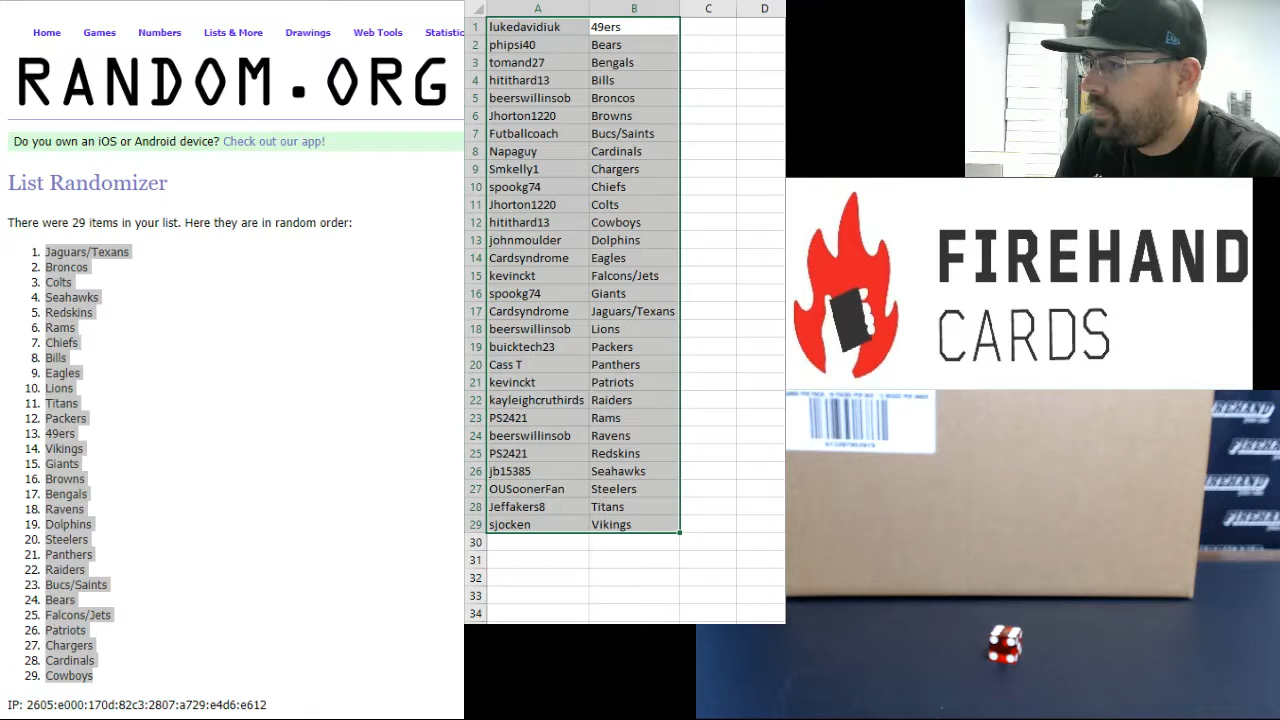 Home Games Numbers Lists & More Drawings Web Tools Statistic
RANDOM.ORG
Do you own an iOS or Android device? Check out our app!
List Randomizer
There were 29 items in your list. Here they are in random order:
1. Jaguars/Texans
2. Broncos
3. Colts
4. Seahawks
5. Redskins
6. Rams
7. Chiefs
8. Bills
9. Eagles
10. Lions
11. Titans
12. Packers
13. 49ers
14. Vikings
15. Giants
16. Browns
17. Bengals
18. Ravens
19. Dolphins
20. Steelers
21. Panthers
22. Raiders
23. Bucs/Saints
24. Bears
25. Falcons/Jets
26. Patriots
27. Chargers
28. Cardinals
29. Cowboys
IP: 2605:e000:170d:82c3:2807:a729:e4d6:e612
A B C D
1 lukedavidiuk 49ers
2 phipsi40 Bears
3 tomand27 Bengals
4 hitithard13 Bills
5 beerswillinsob Broncos
6 Jhorton1220 Browns
7 Futballcoach Bucs/Saints
8 Napaguy Cardinals
9 Smkelly1 Chargers
10 spookg74 Chiefs
11 Jhorton1220 Colts
12 hitithard13 Cowboys
13 johnmoulder Dolphins
14 Cardsyndrome Eagles
15 kevinckt Falcons/Jets
16 spookg74 Giants
17 Cardsyndrome Jaguars/Texans
18 beerswillinsob Lions
19 buicktech23 Packers
20 Cass T Panthers
21 kevinckt Patriots
22 kayleighcruthirds Raiders
23 PS2421 Rams
24 beerswillinsob Ravens
25 PS2421 Redskins
26 jb15385 Seahawks
27 OUSoonerFan Steelers
28 Jeffakers8 Titans
29 sjocken Vikings
30
31
32
33
34
FIREHAND
CARDS
FIREHAND
FIREHAND
FIREHAND